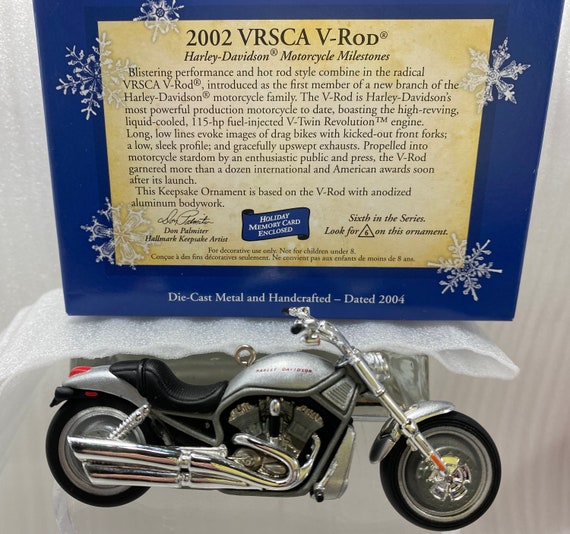 2002 VRSCA V-ROD®
Harley-Davidson® Motorcycle Milestones
Blistering performance and hot rod style combine in the radical
VRSCA V-Rod®, introduced as the first member of a new branch of the
Harley-Davidson® motorcycle family. The V-Rod is Harley-Davidson's
most powerful production motorcycle to date, boasting the high-revving,
liquid-cooled, 115-hp fuel-injected V-Twin Revolution™ engine.
Long, low lines evoke images of drag bikes with kicked-out front forks;
a low, sleek profile; and gracefully upswept exhausts. Propelled into
motorcycle stardom by an enthusiastic public and press, the V-Rod
garnered more than a dozen international and American awards soon
after its launch.
This Keepsake Ornament is based on the V-Rod with anodized
aluminum bodywork.
Don Palmiter
Don Palmiter
Hallmark Keepsake Artist
HOLIDAY
MEMORY CARD
ENCLOSED
Sixth in the Series.
Look for 6 on this ornament.
For decorative use only. Not for children under 8.
Conçue à des fins décoratives seulement. Ne convient pas aux enfants de moins de 8 ans.
Die-Cast Metal and Handcrafted – Dated 2004
HARLEY-DAVIDSON